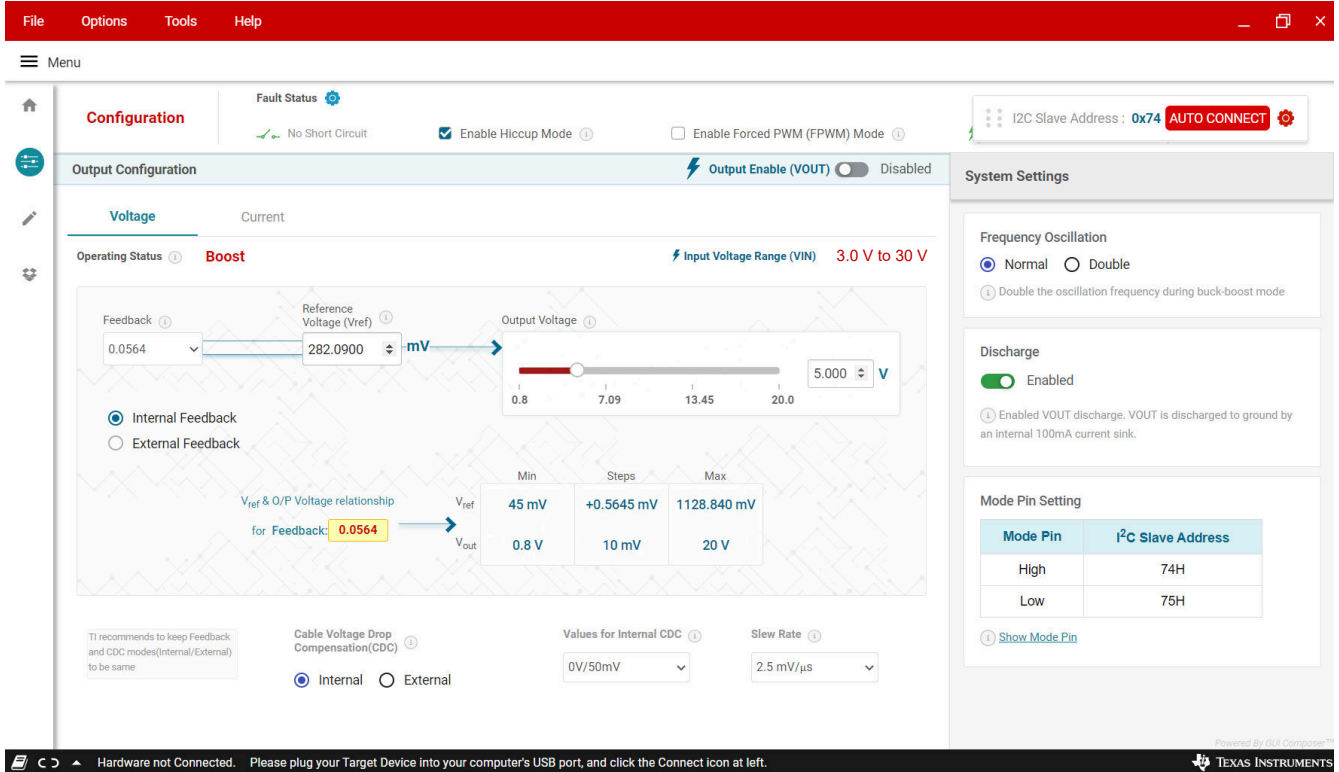 File Options Tools Help
Menu
Fault Status
Configuration
No Short Circuit
Enable Hiccup Mode
Enable Forced PWM (FPWM) Mode
I2C Slave Address : 0x74 AUTO CONNECT
Output Configuration
Output Enable (VOUT) Disabled
System Settings
Voltage Current
Operating Status Boost
Input Voltage Range (VIN) 3.0 V to 30 V
Feedback
0.0564
Reference
Voltage (Vref)
282.0900 mV
Output Voltage
5.000 V
0.8 7.09 13.45 20.0
Internal Feedback
External Feedback
Vref & O/P Voltage relationship
for Feedback: 0.0564
Min Steps Max
Vref 45 mV +0.5645 mV 1128.840 mV
Vout 0.8 V 10 mV 20 V
TI recommends to keep Feedback
and CDC modes(Internal/External)
to be same
Cable Voltage Drop
Compensation(CDC)
Internal External
Values for Internal CDC
0V/50mV
Slew Rate
2.5 mV/μs
Frequency Oscillation
Normal Double
Double the oscillation frequency during buck-boost mode
Discharge
Enabled
Enabled VOUT discharge. VOUT is discharged to ground by
an internal 100mA current sink.
Mode Pin Setting
Mode Pin I2C Slave Address
High 74H
Low 75H
Show Mode Pin
Powered By GUI Composer™
Hardware not Connected. Please plug your Target Device into your computer's USB port, and click the Connect icon at left.
TEXAS INSTRUMENTS